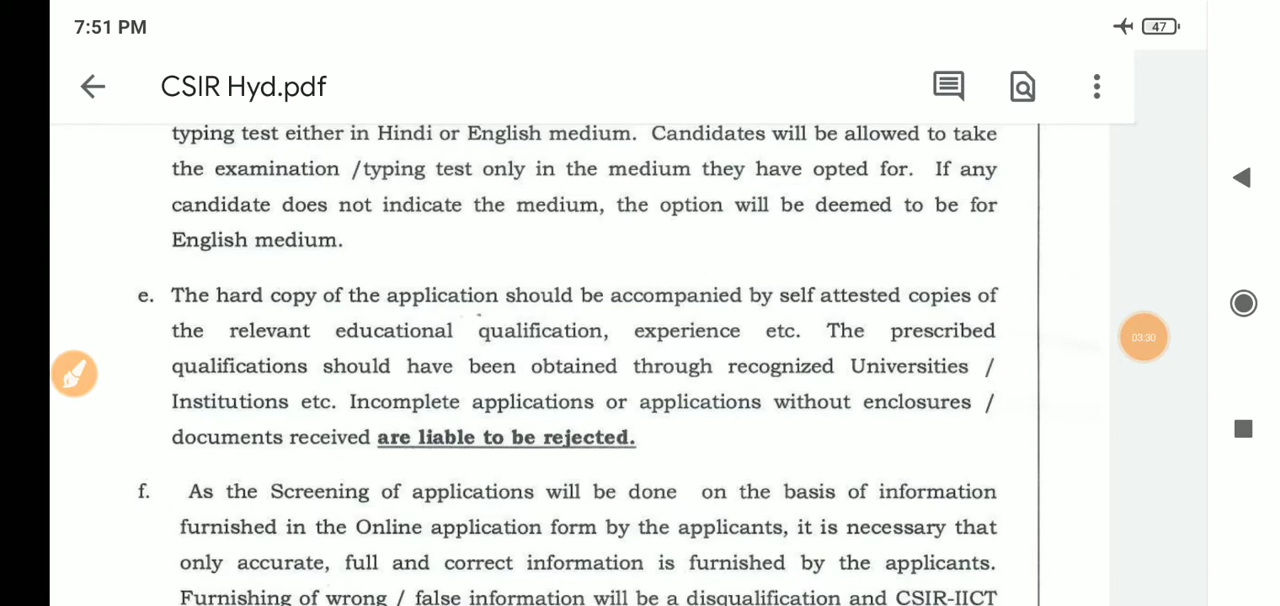 7:51 PM
47
CSIR Hyd.pdf
typing test either in Hindi or English medium. Candidates will be allowed to take
the examination /typing test only in the medium they have opted for. If any
candidate does not indicate the medium, the option will be deemed to be for
English medium.
e. The hard copy of the application should be accompanied by self attested copies of
the relevant educational qualification, experience etc. The prescribed
qualifications should have been obtained through recognized Universities /
Institutions etc. Incomplete applications or applications without enclosures /
documents received are liable to be rejected.
03:30
f. As the Screening of applications will be done on the basis of information
furnished in the Online application form by the applicants, it is necessary that
only accurate, full and correct information is furnished by the applicants.
Furnishing of wrong / false information will be a disqualification and CSIR-IICT